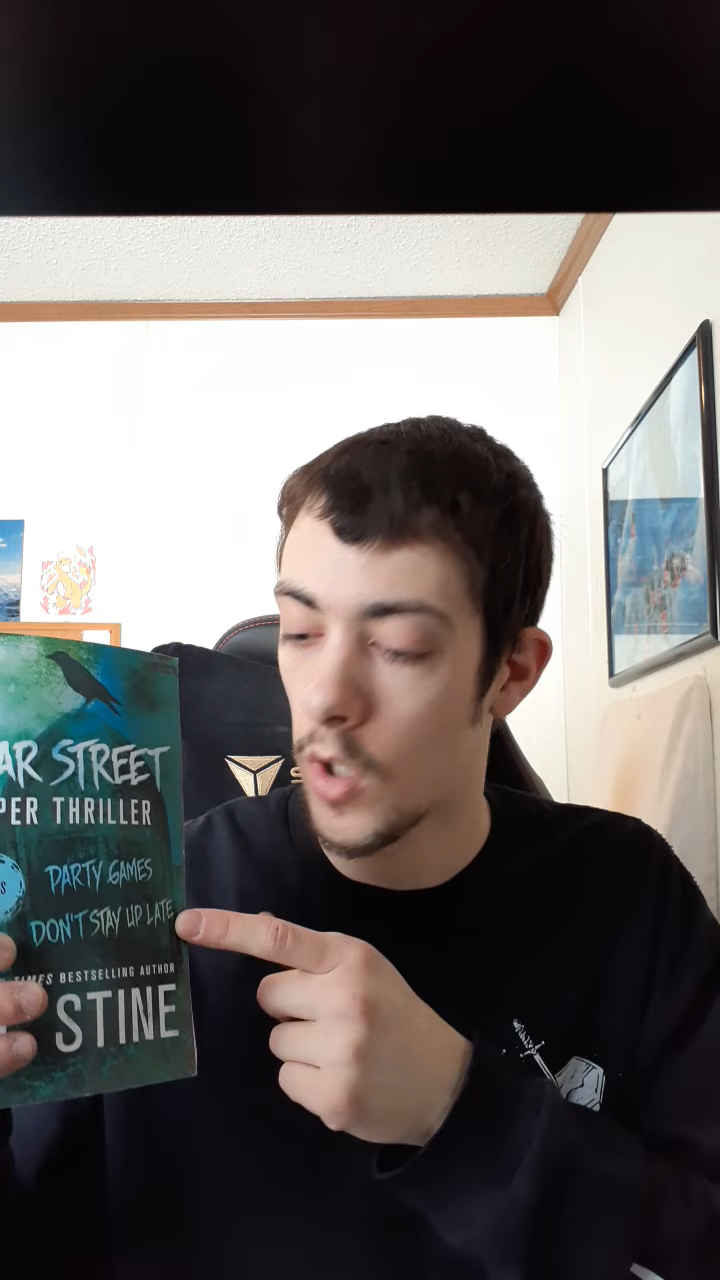 AR STREET
PER THRILLER
S
PARTY GAMES
DON'T STAY UP LATE
TIMES BESTSELLING AUTHOR
STINE
S